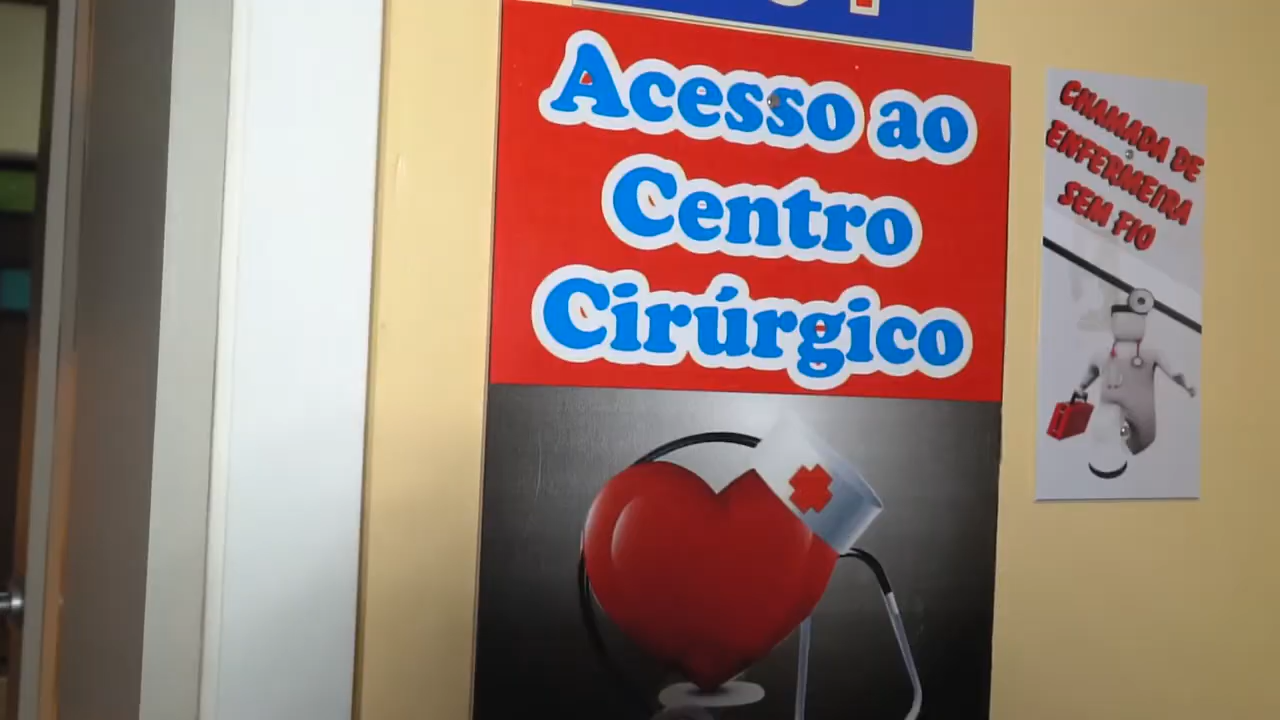 Acesso ao
Centro
Cirúrgico
CHAMADA DE
ENFERMEIRA
SEM FIO